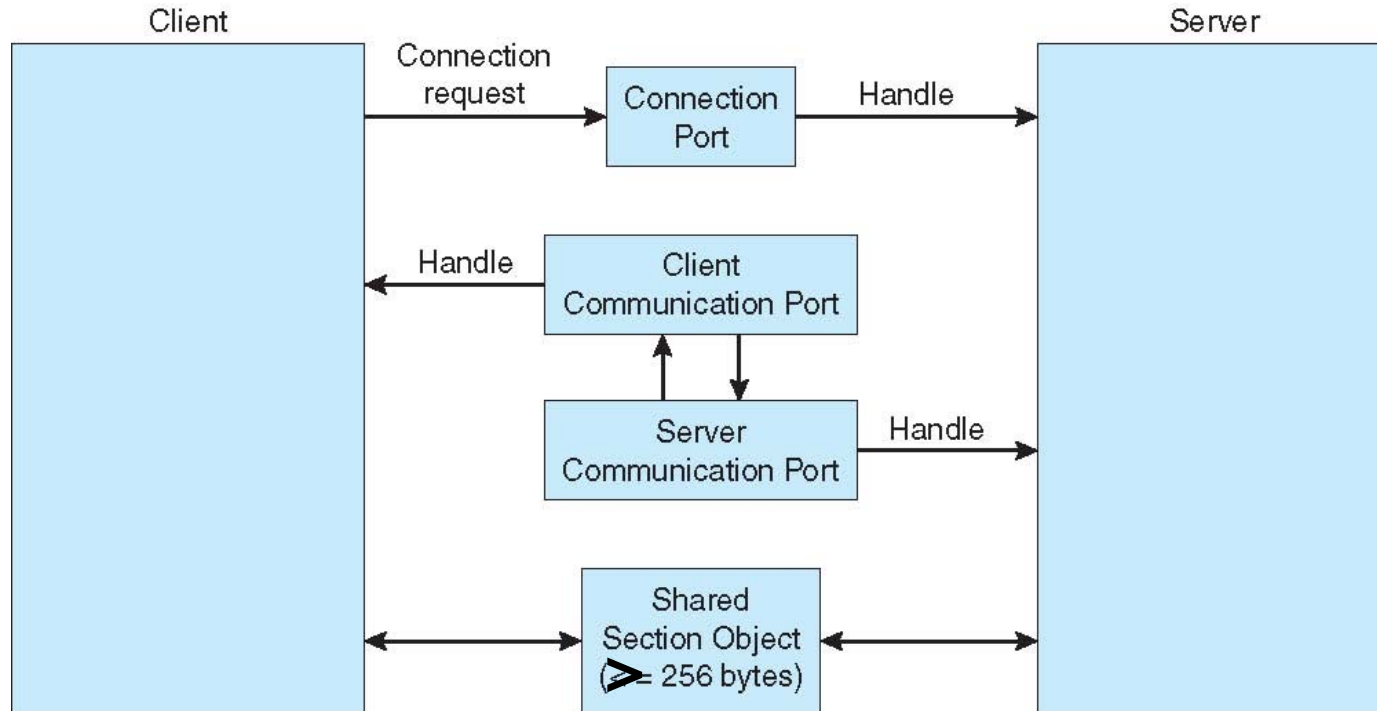 Client
Server
Connection
request
Connection
Port
Handle
Handle
Client
Communication Port
Server
Communication Port
Handle
Shared
Section Object
(>= 256 bytes)